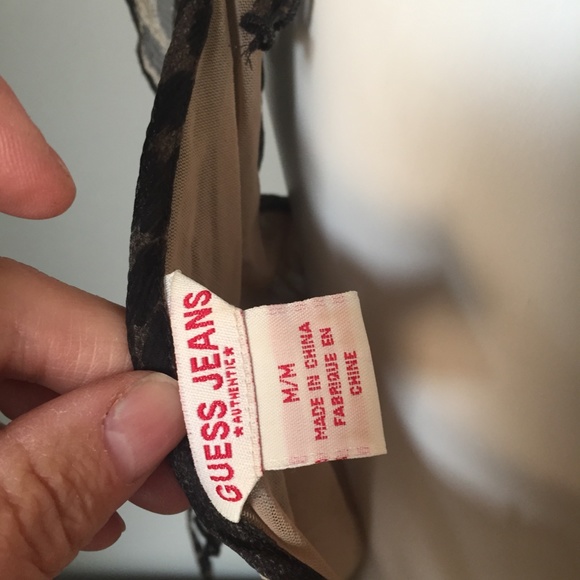 GUESS JEANS
★AUTHENTIC★
M/M
MADE IN CHINA
FABRIQUE EN
CHINE